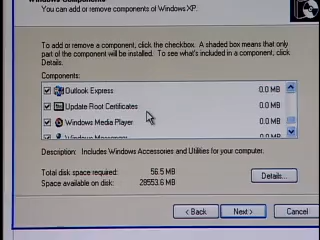 Windows Components
You can add or remove components of Windows XP.
To add or remove a component, click the checkbox. A shaded box means that only
part of the component will be installed. To see what's included in a component, click
Details.
Components:
Outlook Express 0.0 MB
Update Root Certificates 0.0 MB
Windows Media Player 0.0 MB
Windows Messenger 0.0 MB
Description: Includes Windows Accessories and Utilities for your computer.
Total disk space required: 56.5 MB
Space available on disk: 28553.6 MB
Details...
< Back Next > Cancel